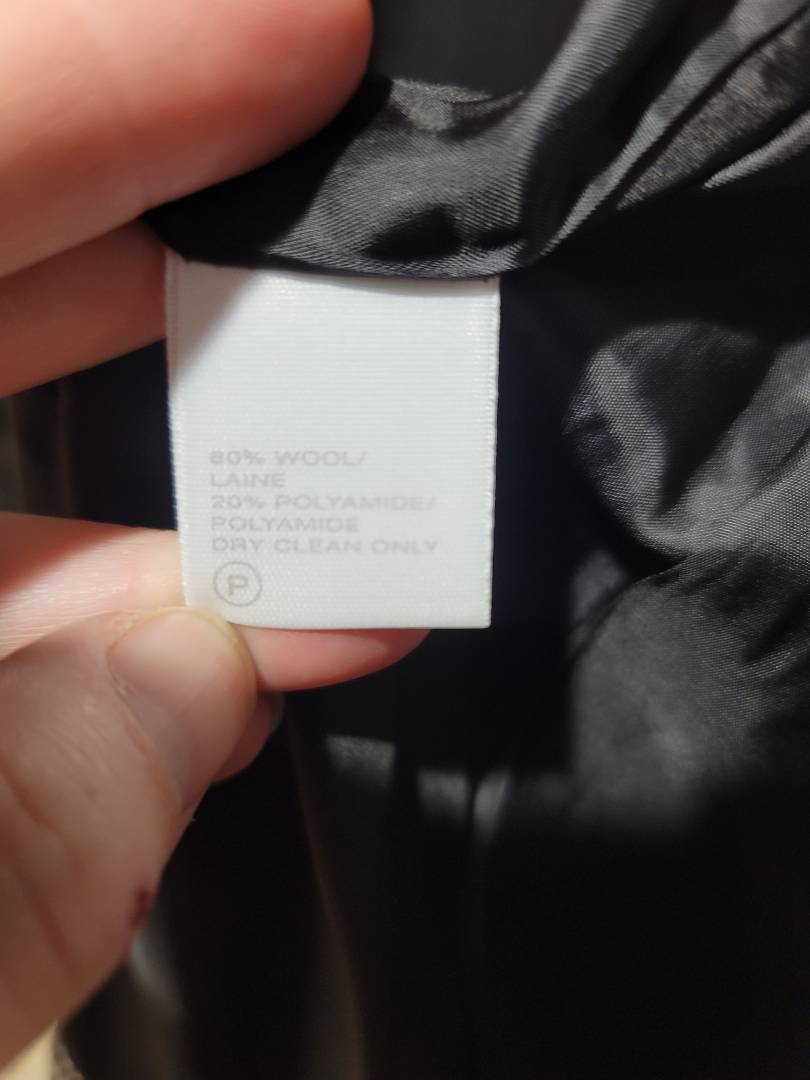 80% WOOL/
LAINE
20% POLYAMIDE/
POLYAMIDE
DRY CLEAN ONLY
P